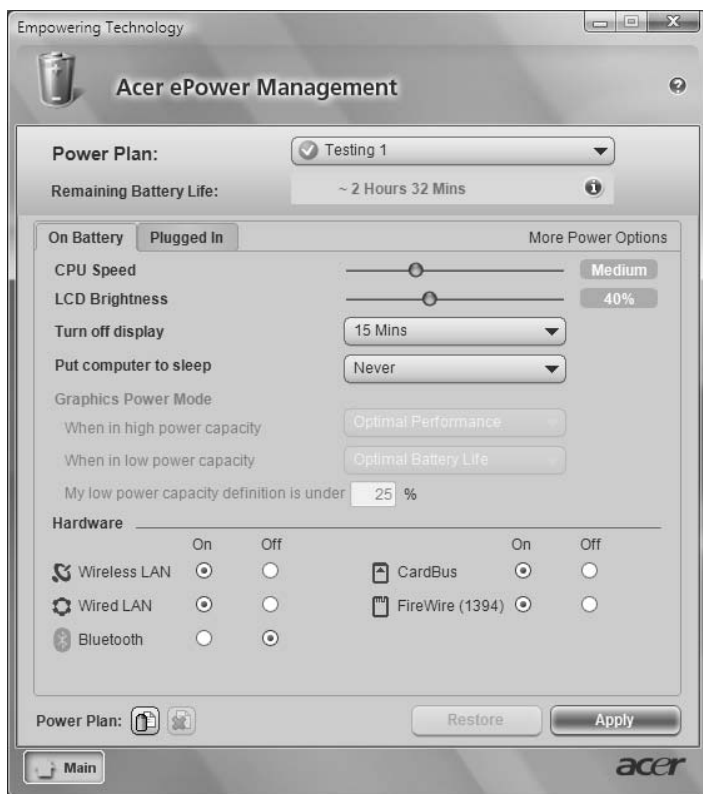 Empowering Technology
Acer ePower Management
Power Plan: Testing 1
Remaining Battery Life: ~ 2 Hours 32 Mins
On Battery Plugged In More Power Options
CPU Speed Medium
LCD Brightness 40%
Turn off display 15 Mins
Put computer to sleep Never
Graphics Power Mode
When in high power capacity Optimal Performance
When in low power capacity Optimal Battery Life
My low power capacity definition is under 25 %
Hardware
On Off On Off
Wireless LAN CardBus
Wired LAN FireWire (1394)
Bluetooth
Power Plan: Restore Apply
Main acer